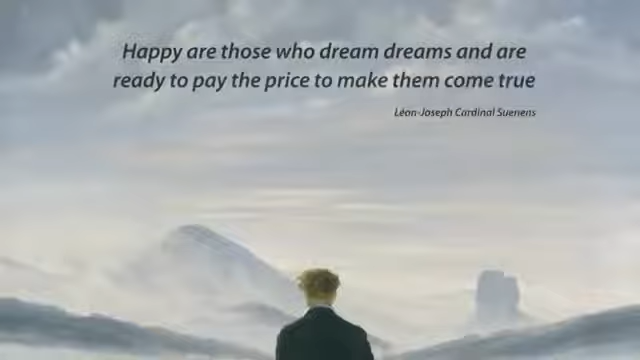 Happy are those who dream dreams and are
ready to pay the price to make them come true
Léon-Joseph Cardinal Suenens